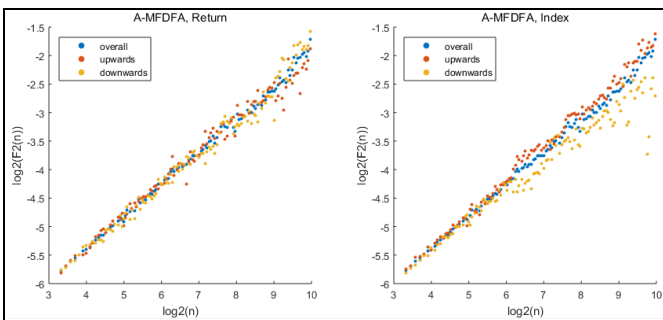 A-MFDFA, Return
overall
upwards
downwards
-1.5
-2
-2.5
-3
-3.5
-4
-4.5
-5
-5.5
-6
log2(F2(n))
3 4 5 6 7 8 9 10
log2(n)
A-MFDFA, Index
overall
upwards
downwards
-1.5
-2
-2.5
-3
-3.5
-4
-4.5
-5
-5.5
-6
log2(F2(n))
3 4 5 6 7 8 9 10
log2(n)